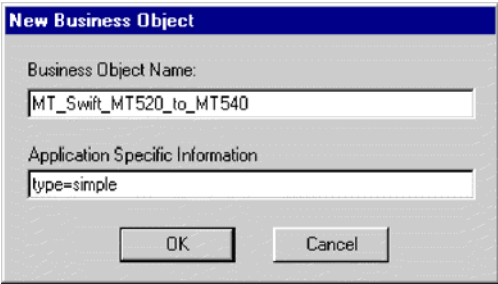 New Business Object
Business Object Name:
MT_Swift_MT520_to_MT540
Application Specific Information
type=simple
OK Cancel